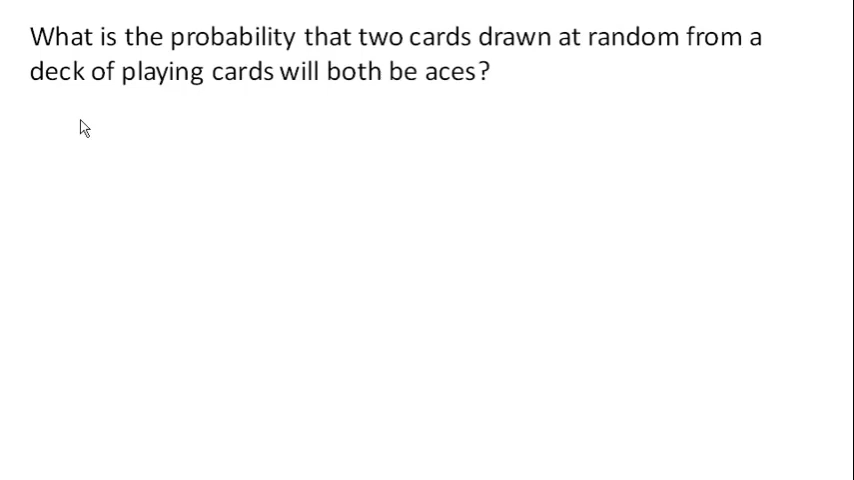 What is the probability that two cards drawn at random from a
deck of playing cards will both be aces?